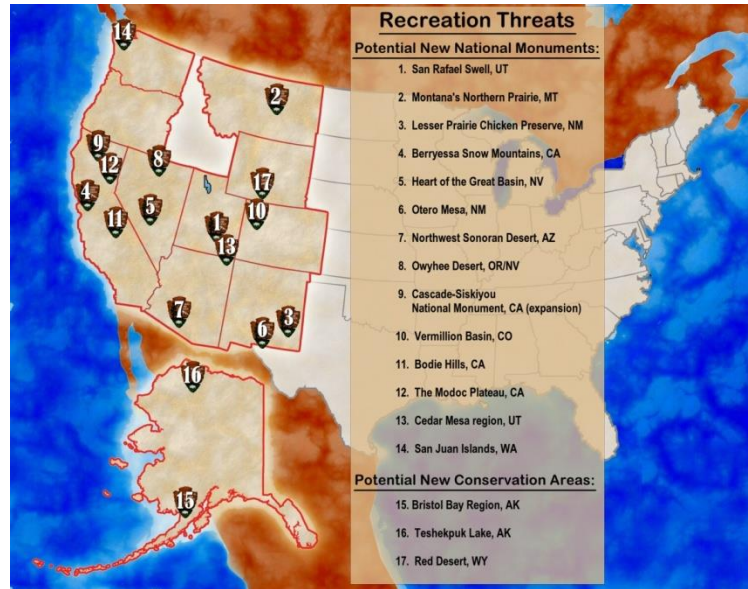 Recreation Threats
Potential New National Monuments:
1. San Rafael Swell, UT
2. Montana's Northern Prairie, MT
3. Lesser Prairie Chicken Preserve, NM
4. Berryessa Snow Mountains, CA
5. Heart of the Great Basin, NV
6. Otero Mesa, NM
7. Northwest Sonoran Desert, AZ
8. Owyhee Desert, OR/NV
9. Cascade-Siskiyou
National Monument, CA (expansion)
10. Vermillion Basin, CO
11. Bodie Hills, CA
12. The Modoc Plateau, CA
13. Cedar Mesa region, UT
14. San Juan Islands, WA
Potential New Conservation Areas:
15. Bristol Bay Region, AK
16. Teshekpuk Lake, AK
17. Red Desert, WY
14
2
9
12
8
17
4
11
5
1
10
13
7
6
3
16
15